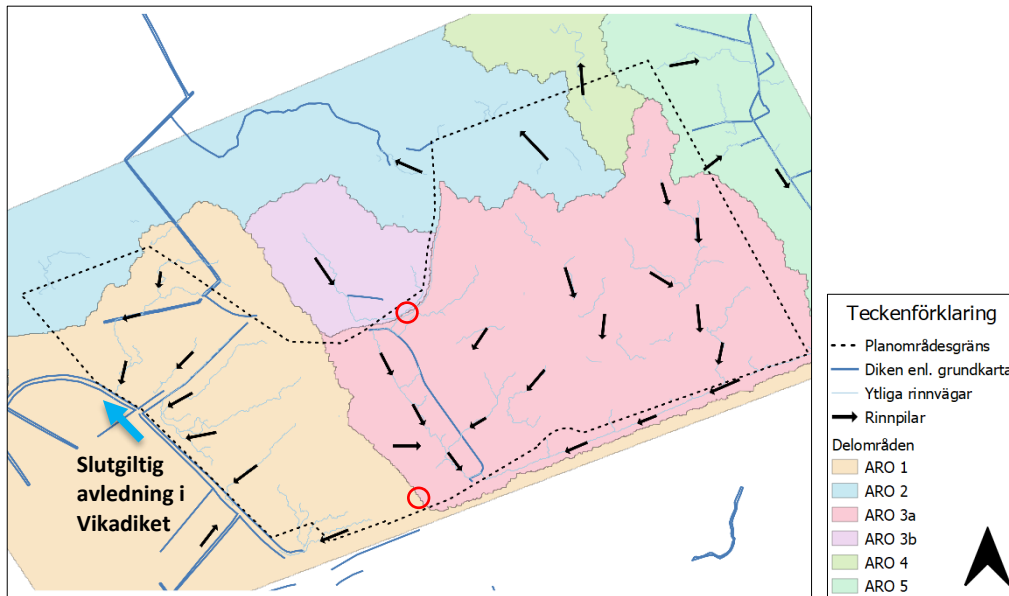 Slutgiltig
avledning i
Vikadiket
Teckenförklaring
Planområdesgräns
Diken enl. grundkarta
Ytliga rinnvägar
Rinnpilar
Delområden
ARO 1
ARO 2
ARO 3a
ARO 3b
ARO 4
ARO 5